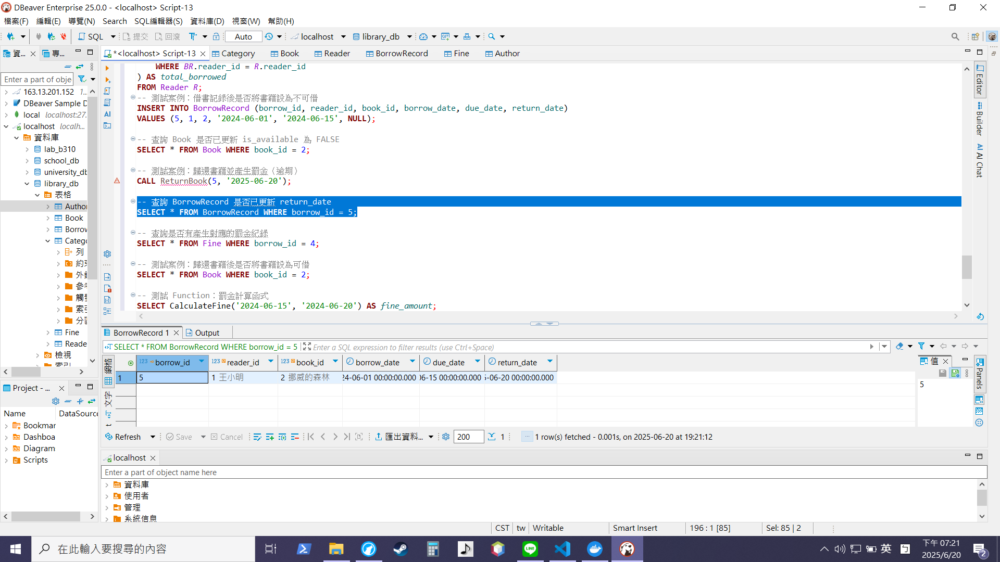 DBeaver Enterprise 25.0.0 - <localhost> Script-13
檔案(F) 編輯(E) 導覽(N) Search SQL編輯器(S) 資料庫(D) 視窗(W) 幫助(H)
SQL 提交 回滾 Auto localhost library_db
資... 專...
*<localhost> Script-13 Category Book Reader BorrowRecord Fine Author
Enter a part of obje
163.13.201.152 1...
DBeaver Sample D
local localhost:27.
localhost localh...
資料庫
lab_b310
school_db
university_db
library_db
表格
Author
Book
Borrow
Catego
列
約束
外鍵
參考
觸發
索引
分區
Fine
Reade
檢視
索引
WHERE BR.reader_id = R.reader_id
) AS total_borrowed
FROM Reader R;
-- 測試案例：借書記錄後是否將書籍設為不可借
INSERT INTO BorrowRecord (borrow_id, reader_id, book_id, borrow_date, due_date, return_date)
VALUES (5, 1, 2, '2024-06-01', '2024-06-15', NULL);
-- 查詢 Book 是否已更新 is_available 為 FALSE
SELECT * FROM Book WHERE book_id = 2;
-- 測試案例：歸還書籍並產生罰金（逾期）
CALL ReturnBook(5, '2025-06-20');
-- 查詢 BorrowRecord 是否已更新 return_date
SELECT * FROM BorrowRecord WHERE borrow_id = 5;
-- 查詢是否有產生對應的罰金紀錄
SELECT * FROM Fine WHERE borrow_id = 4;
-- 測試案例：歸還書籍後是否將書籍設為可借
SELECT * FROM Book WHERE book_id = 2;
-- 測試 Function：罰金計算函式
SELECT CalculateFine('2024-06-15', '2024-06-20') AS fine_amount;
Editor
Builder
AI Chat
BorrowRecord 1 Output
SELECT * FROM BorrowRecord WHERE borrow_id = 5 Enter a SQL expression to filter results (use Ctrl+Space)
網格
文字
borrow_id reader_id book_id borrow_date due_date return_date
1 5 1 王小明 2 挪威的森林 24-06-01 00:00:00.000 06-15 00:00:00.000 5-06-20 00:00:00.000
值
5
Panels
Refresh Save Cancel 匯出資料... 200 1 1 row(s) fetched - 0.001s, on 2025-06-20 at 19:21:12
Project - ...
Name DataSource
Bookmar
Dashboa
Diagram
Scripts
localhost
Enter a part of object name here
資料庫
使用者
管理
系統信息
CST tw Writable Smart Insert 196 : 1 [85] Sel: 85 | 2
在此輸入要搜尋的內容
英
下午 07:21
2025/6/20
2